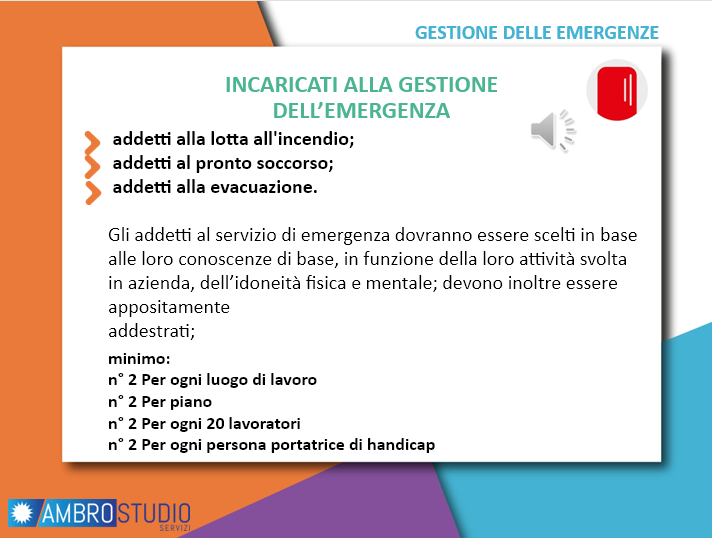 GESTIONE DELLE EMERGENZE
INCARICATI ALLA GESTIONE
DELL’EMERGENZA
addetti alla lotta all'incendio;
addetti al pronto soccorso;
addetti alla evacuazione.
Gli addetti al servizio di emergenza dovranno essere scelti in base
alle loro conoscenze di base, in funzione della loro attività svolta
in azienda, dell’idoneità fisica e mentale; devono inoltre essere
appositamente
addestrati;
minimo:
n° 2 Per ogni luogo di lavoro
n° 2 Per piano
n° 2 Per ogni 20 lavoratori
n° 2 Per ogni persona portatrice di handicap
AMBROSTUDIO
SERVIZI